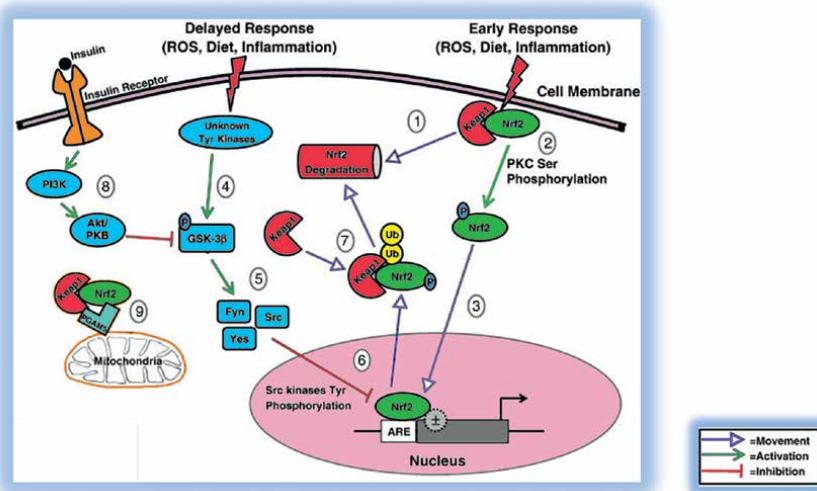 Delayed Response
(ROS, Diet, Inflammation)
Early Response
(ROS, Diet, Inflammation)
Insulin
Insulin Receptor
Cell Membrane
Unknown
Tyr Kinases
1
Keap1
Nrf2
2
PKC Ser
Phosphorylation
Nrf2
Degradation
PI3K
8
4
Akt/
PKB
P
GSK-3β
Keap1
7
Ub
Ub
Keap1
Nrf2
P
P
Nrf2
5
3
Keap1
Nrf2
PGAM5
9
Mitochondria
Fyn
Src
Yes
6
Src kinases Tyr
Phosphorylation
Nrf2
±
ARE
Nucleus
=Movement
=Activation
=Inhibition